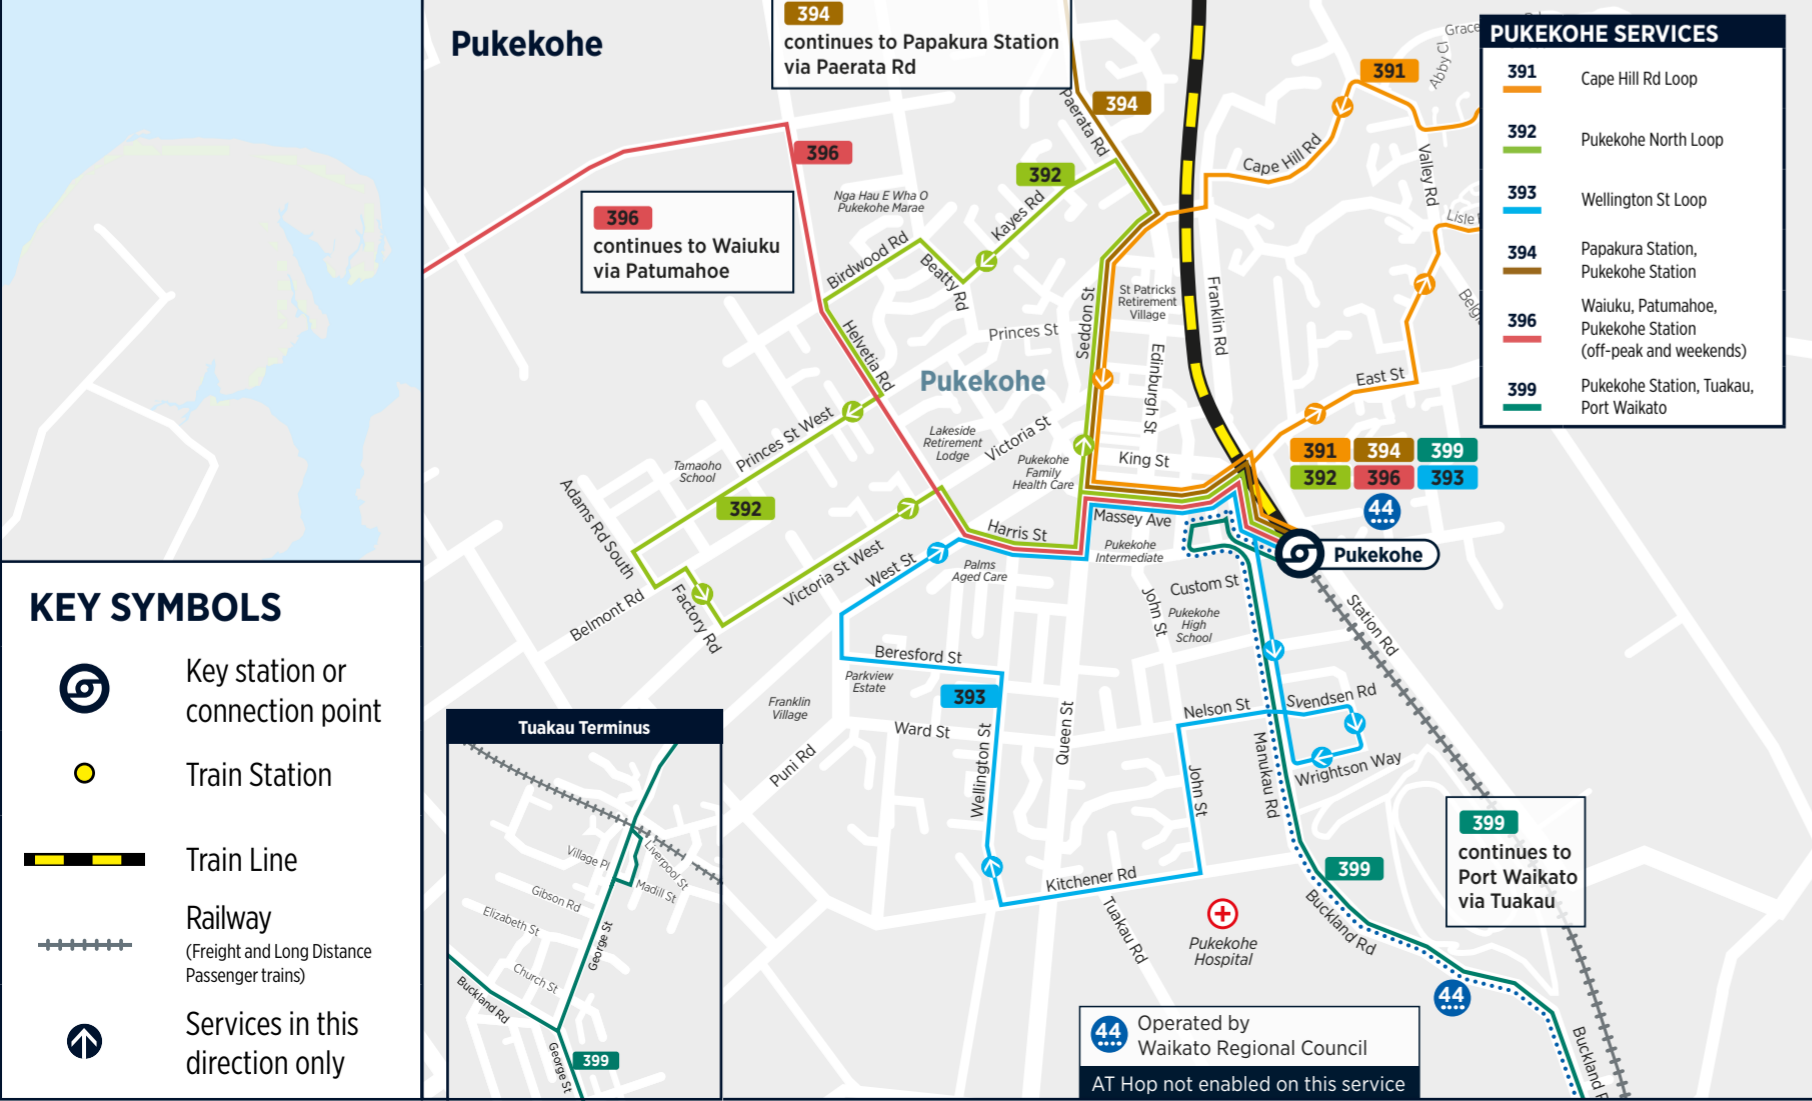 Pukekohe
394
continues to Papakura Station
via Paerata Rd
394
Paerata Rd
391
Abby Cl
Cape Hill Rd
Valley Rd
PUKEKOHE SERVICES
391
Cape Hill Rd Loop
392
Pukekohe North Loop
393
Wellington St Loop
394
Papakura Station,
Pukekohe Station
396
Waiuku, Patumahoe,
Pukekohe Station
(off-peak and weekends)
399
Pukekohe Station, Tuakau,
Port Waikato
396
396
continues to Waiuku
via Patumahoe
392
Nga Hau E Wha O
Pukekohe Marae
Kayes Rd
Birdwood Rd
Beatty Rd
Lisle
Helvetia Rd
Princes St
Seddon St
St Patricks
Retirement
Village
Franklin Rd
Edinburgh St
Pukekohe
East St
Princes St West
Lakeside
Retirement
Lodge
Victoria St
Pukekohe
Family
Health Care
King St
Tamaoho
School
392
Adams Rd South
391 394 399
392 396 393
44
Pukekohe
Harris St
Massey Ave
Pukekohe
Intermediate
Victoria St West
West St
Palms
Aged Care
Custom St
John St
Pukekohe
High
School
Station Rd
Belmont Rd
Factory Rd
Beresford St
Parkview
Estate
393
Franklin
Village
Ward St
Puni Rd
Wellington St
Queen St
Nelson St
Svendsen Rd
Manukau Rd
Wrightson Way
John St
Kitchener Rd
Tuakau Rd
Pukekohe
Hospital
399
Buckland Rd
399
continues to
Port Waikato
via Tuakau
44
44
Operated by
Waikato Regional Council
AT Hop not enabled on this service
KEY SYMBOLS
Key station or
connection point
Train Station
Train Line
Railway
(Freight and Long Distance
Passenger trains)
Services in this
direction only
Tuakau Terminus
Village Pl
Liverpool St
Madill St
Gibson Rd
Elizabeth St
George St
Church St
Buckland Rd
George St
399
Buckland R